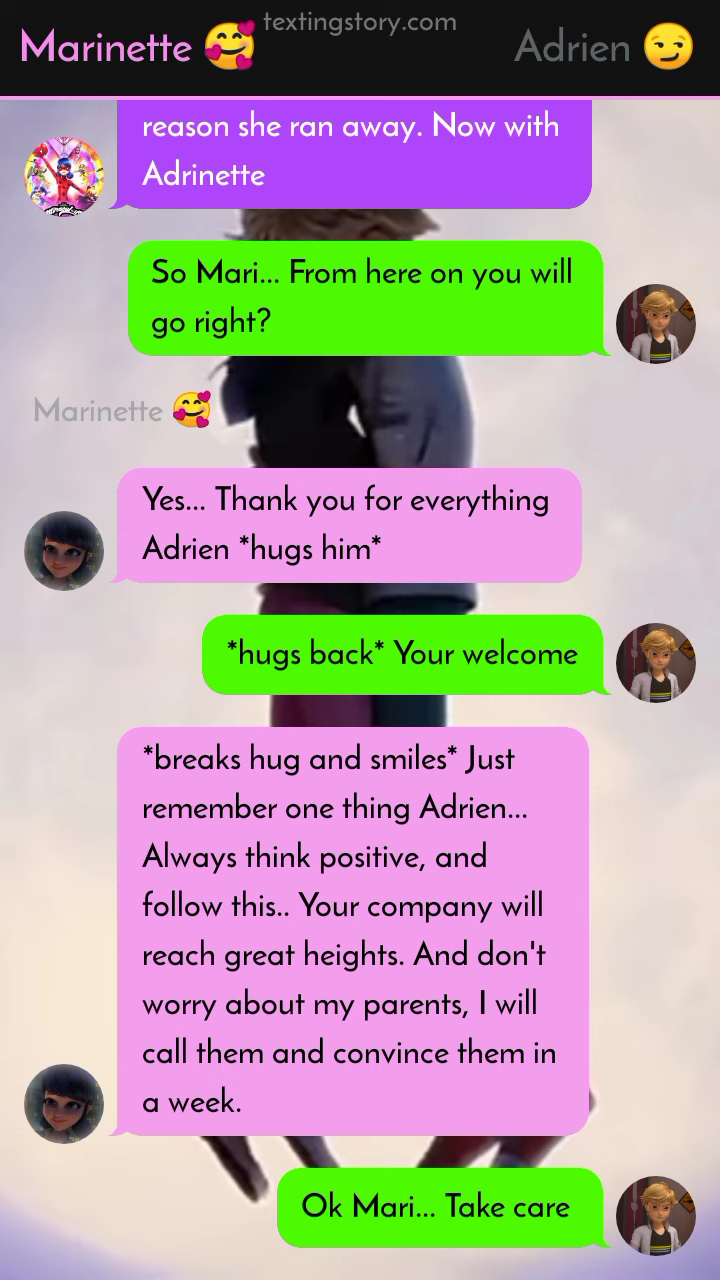 textingstory.com
Marinette 🥰
Adrien 😏
reason she ran away. Now with
Adrinette
So Mari... From here on you will
go right?
Marinette 🥰
Yes... Thank you for everything
Adrien *hugs him*
*hugs back* Your welcome
*breaks hug and smiles* Just
remember one thing Adrien...
Always think positive, and
follow this.. Your company will
reach great heights. And don't
worry about my parents, I will
call them and convince them in
a week.
Ok Mari... Take care